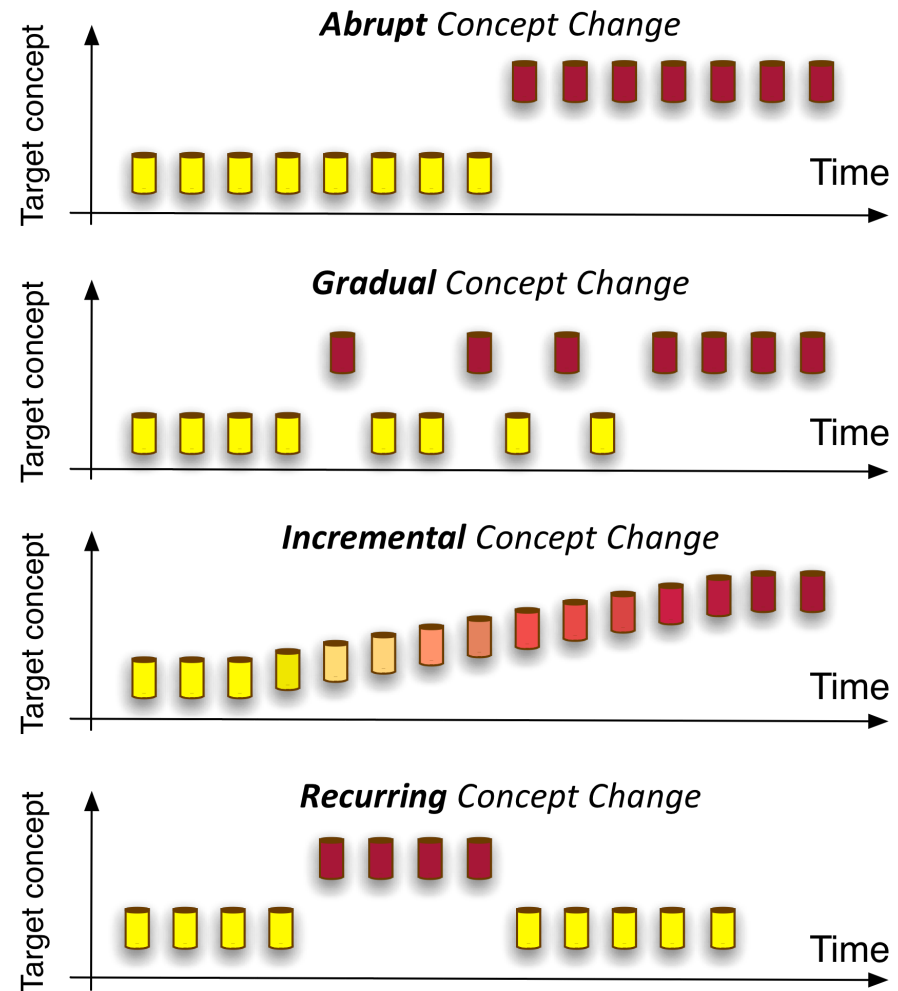 Abrupt Concept Change
Target concept
Time
Gradual Concept Change
Target concept
Time
Incremental Concept Change
Target concept
Time
Recurring Concept Change
Target concept
Time